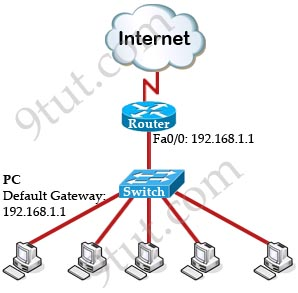 Internet
Router
Fa0/0: 192.168.1.1
PC
Default Gateway:
192.168.1.1
Switch
9tut.com
9tut.com